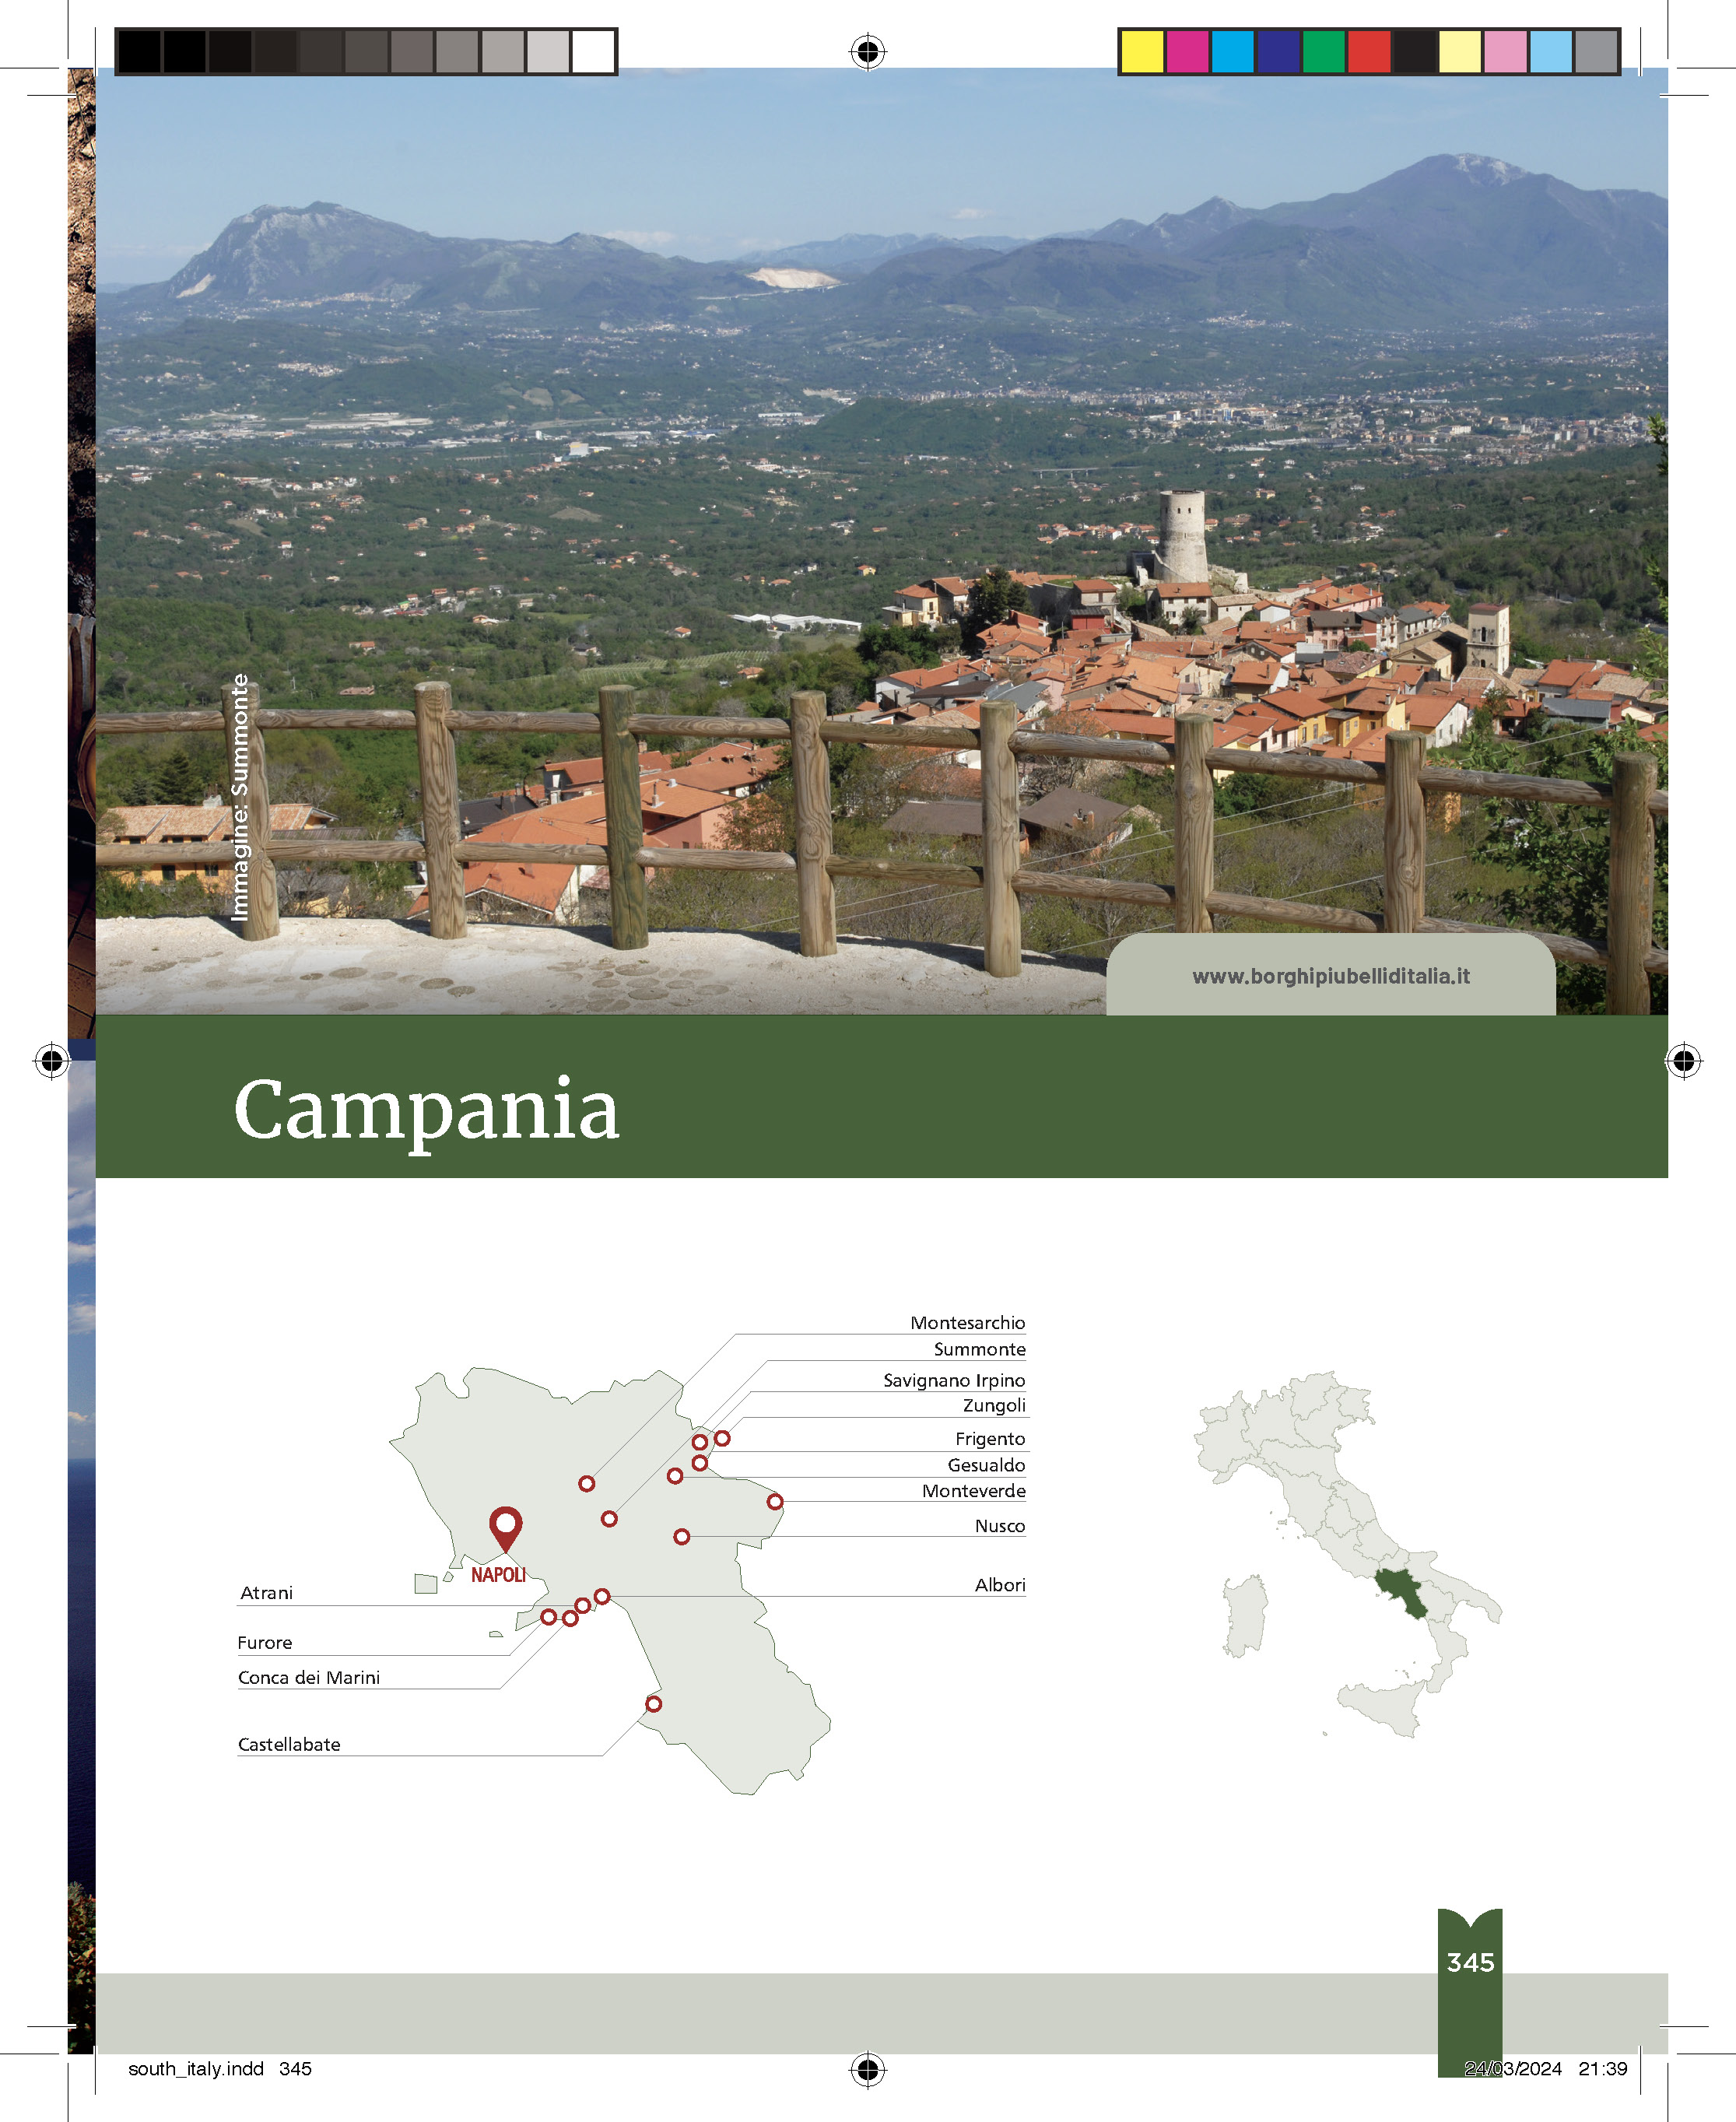 Immagine: Summonte
www.borghipiubelliditalia.it
Campania
Montesarchio
Summonte
Savignano Irpino
Zungoli
Frigento
Gesualdo
Monteverde
Nusco
Albori
NAPOLI
Atrani
Furore
Conca dei Marini
Castellabate
345
south_italy.indd 345
24/03/2024 21:39